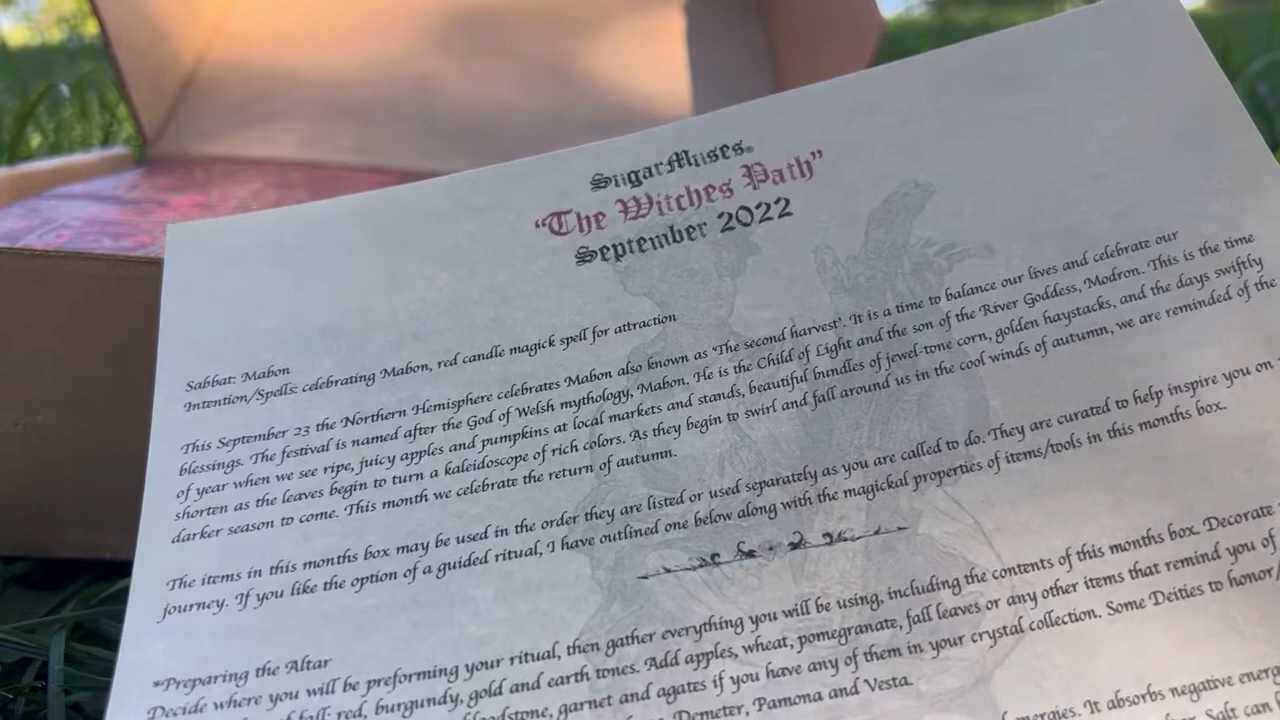 SugarMuses®
“The Witches Path”
September 2022
Sabbat: Mabon
Intention/Spells: celebrating Mabon, red candle magick spell for attraction
This September 23 the Northern Hemisphere celebrates Mabon also known as ‘The second harvest’. It is a time to balance our lives and celebrate our
blessings. The festival is named after the God of Welsh mythology, Mabon. He is the Child of Light and the son of the River Goddess, Modron. This is the time
of year when we see ripe, juicy apples and pumpkins at local markets and stands, beautiful bundles of jewel-tone corn, golden haystacks, and the days swiftly
shorten as the leaves begin to turn a kaleidoscope of rich colors. As they begin to swirl and fall around us in the cool winds of autumn, we are reminded of the
darker season to come. This month we celebrate the return of autumn.
The items in this months box may be used in the order they are listed or used separately as you are called to do. They are curated to help inspire you on
journey. If you like the option of a guided ritual, I have outlined one below along with the magickal properties of items/tools in this months box.
*Preparing the Altar
Decide where you will be preforming your ritual, then gather everything you will be using, including the contents of this months box. Decorate
fall: red, burgundy, gold and earth tones. Add apples, wheat, pomegranate, fall leaves or any other items that remind you of
garnet and agates if you have any of them in your crystal collection. Some Deities to honor/
Demeter, Pamona and Vesta.
energies. It absorbs negative
Salt can